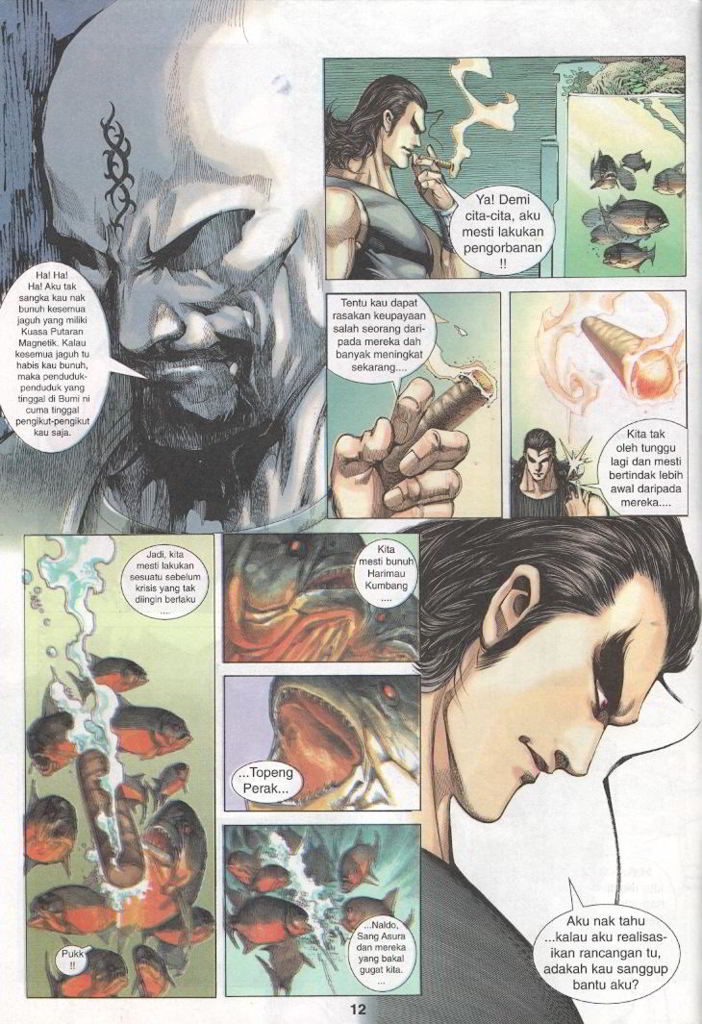 Ha! Ha!
Ha! Aku tak
sangka kau nak
bunuh kesemua
jaguh yang miliki
Kuasa Putaran
Magnetik. Kalau
kesemua jaguh tu
habis kau bunuh,
maka penduduk-
penduduk yang
tinggal di Bumi ni
cuma tinggal
pengikut-pengikut
kau saja.
Ya! Demi
cita-cita, aku
mesti lakukan
pengorbanan
!!
Tentu kau dapat
rasakan keupayaan
salah seorang dari-
pada mereka dah
banyak meningkat
sekarang....
Kita tak
oleh tunggu
lagi dan mesti
bertindak lebih
awal daripada
mereka....
Jadi, kita
mesti lakukan
sesuatu sebelum
krisis yang tak
diingin berlaku
....
Pukk
!!
Kita
mesti bunuh
Harimau
Kumbang
....
...Topeng
Perak...
...Naldo,
Sang Asura
dan mereka
yang bakal
gugat kita.
...
Aku nak tahu
...kalau aku realisas-
ikan rancangan tu,
adakah kau sanggup
bantu aku?
12